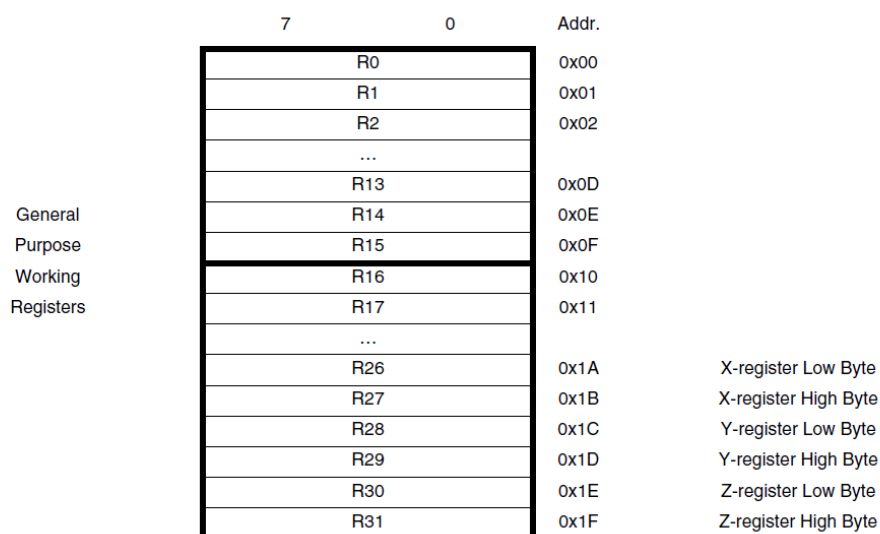 7 0 Addr.
R0 0x00
R1 0x01
R2 0x02
...
R13 0x0D
General R14 0x0E
Purpose R15 0x0F
Working R16 0x10
Registers R17 0x11
...
R26 0x1A X-register Low Byte
R27 0x1B X-register High Byte
R28 0x1C Y-register Low Byte
R29 0x1D Y-register High Byte
R30 0x1E Z-register Low Byte
R31 0x1F Z-register High Byte